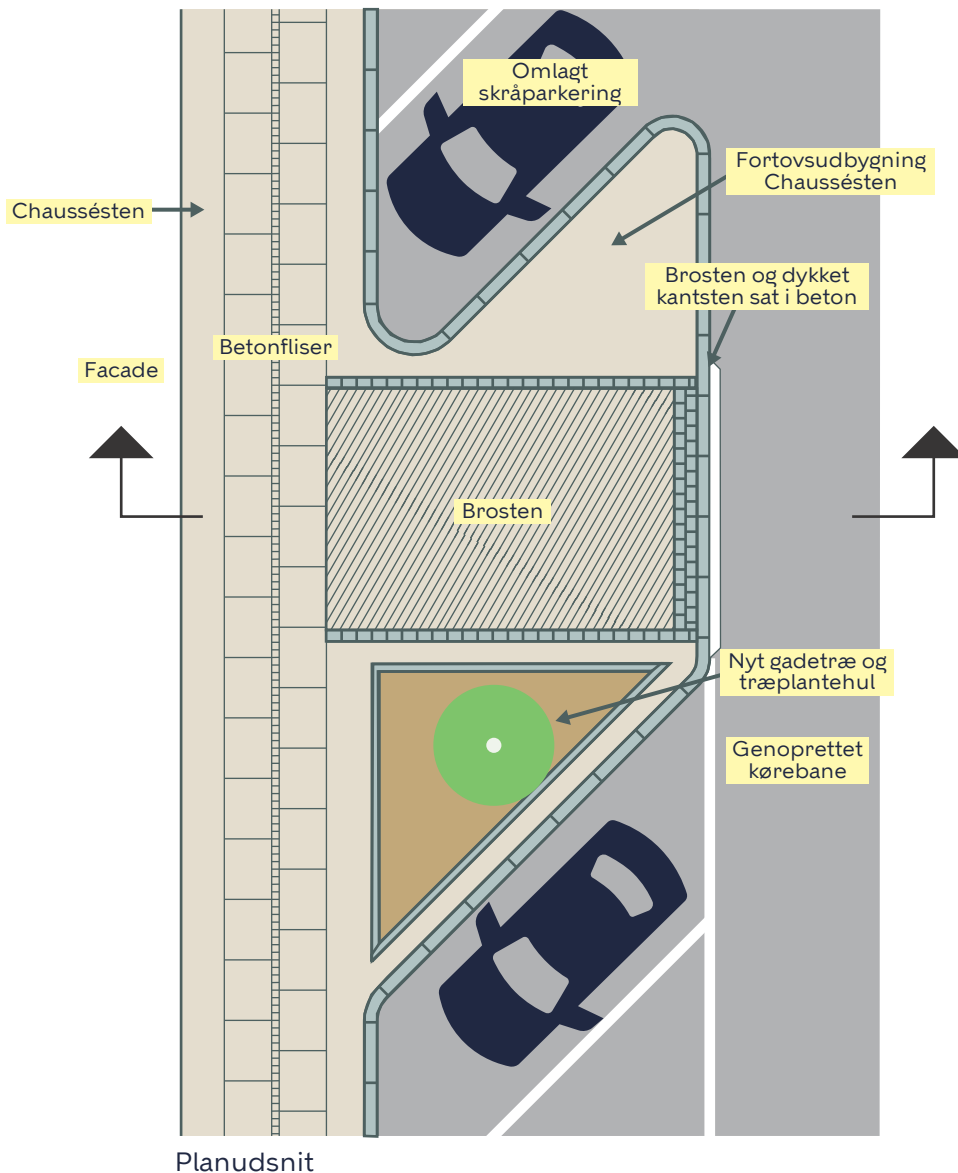 Omlagt
skråparkering
Fortovsudbygning
Chaussésten
Chaussésten
Brosten og dykket
kantsten sat i beton
Betonfliser
Facade
Brosten
Nyt gadetræ og
træplantehul
Genoprettet
kørebane
Planudsnit